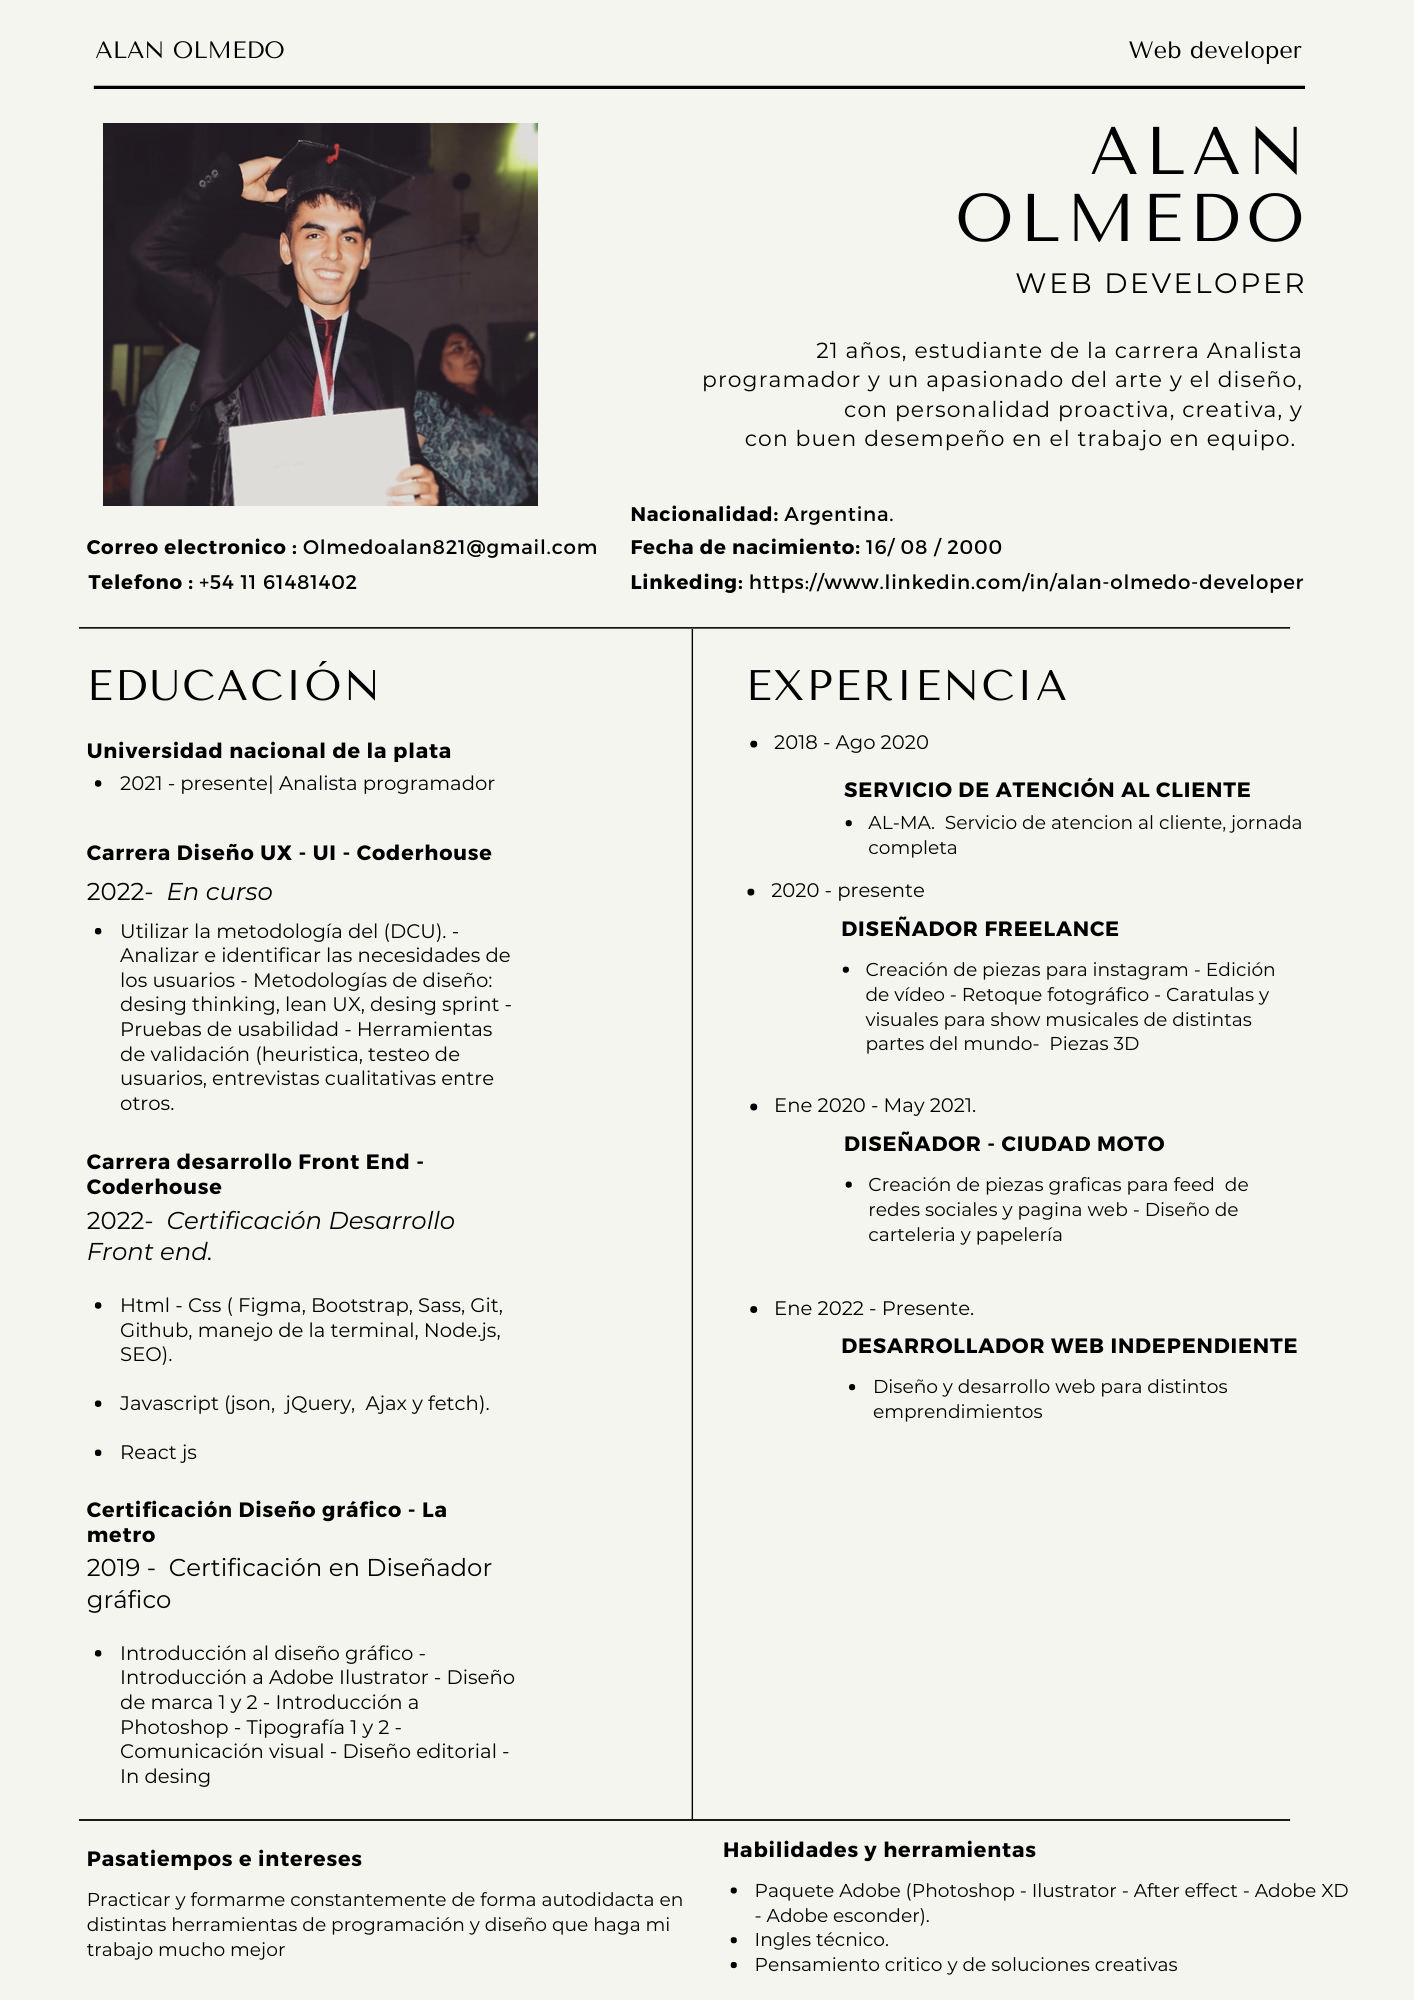 ALAN OLMEDO
Web developer
ALAN
OLMEDO
WEB DEVELOPER
21 años, estudiante de la carrera Analista
programador y un apasionado del arte y el diseño,
con personalidad proactiva, creativa, y
con buen desempeño en el trabajo en equipo.
Correo electronico : Olmedoalan821@gmail.com
Telefono : +54 11 61481402
Nacionalidad: Argentina.
Fecha de nacimiento: 16/ 08 / 2000
Linkeding: https://www.linkedin.com/in/alan-olmedo-developer
EDUCACIÓN
Universidad nacional de la plata
• 2021 - presente| Analista programador
Carrera Diseño UX - UI - Coderhouse
2022- En curso
• Utilizar la metodología del (DCU). -
Analizar e identificar las necesidades de
los usuarios - Metodologías de diseño:
desing thinking, lean UX, desing sprint -
Pruebas de usabilidad - Herramientas
de validación (heuristica, testeo de
usuarios, entrevistas cualitativas entre
otros.
Carrera desarrollo Front End -
Coderhouse
2022- Certificación Desarrollo
Front end.
• Html - Css ( Figma, Bootstrap, Sass, Git,
Github, manejo de la terminal, Node.js,
SEO).
• Javascript (json, jQuery, Ajax y fetch).
• React js
Certificación Diseño gráfico - La
metro
2019 - Certificación en Diseñador
gráfico
• Introducción al diseño gráfico -
Introducción a Adobe Ilustrator - Diseño
de marca 1 y 2 - Introducción a
Photoshop - Tipografía 1 y 2 -
Comunicación visual - Diseño editorial -
In desing
EXPERIENCIA
• 2018 - Ago 2020
SERVICIO DE ATENCIÓN AL CLIENTE
• AL-MA. Servicio de atencion al cliente, jornada
completa
• 2020 - presente
DISEÑADOR FREELANCE
• Creación de piezas para instagram - Edición
de vídeo - Retoque fotográfico - Caratulas y
visuales para show musicales de distintas
partes del mundo- Piezas 3D
• Ene 2020 - May 2021.
DISEÑADOR - CIUDAD MOTO
• Creación de piezas graficas para feed de
redes sociales y pagina web - Diseño de
carteleria y papelería
• Ene 2022 - Presente.
DESARROLLADOR WEB INDEPENDIENTE
• Diseño y desarrollo web para distintos
emprendimientos
Pasatiempos e intereses
Practicar y formarme constantemente de forma autodidacta en
distintas herramientas de programación y diseño que haga mi
trabajo mucho mejor
Habilidades y herramientas
• Paquete Adobe (Photoshop - Ilustrator - After effect - Adobe XD
- Adobe esconder).
• Ingles técnico.
• Pensamiento critico y de soluciones creativas